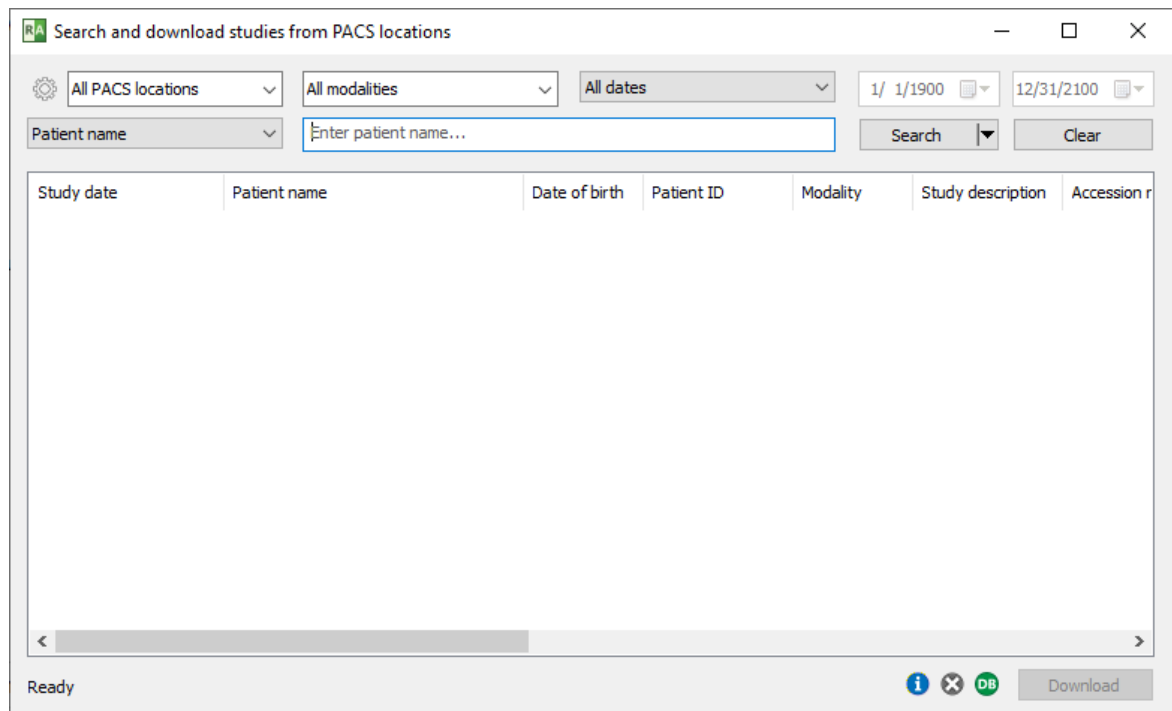 RA Search and download studies from PACS locations
All PACS locations All modalities All dates 1/ 1/1900 12/31/2100
Patient name Enter patient name... Search Clear
Study date Patient name Date of birth Patient ID Modality Study description Accession r
Ready i DB Download